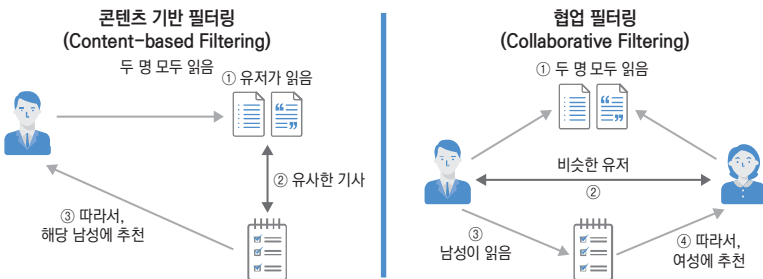 콘텐츠 기반 필터링
(Content-based Filtering)
두 명 모두 읽음
① 유저가 읽음
② 유사한 기사
③ 따라서,
해당 남성에 추천
협업 필터링
(Collaborative Filtering)
① 두 명 모두 읽음
비슷한 유저
②
③
남성이 읽음
④ 따라서,
여성에 추천